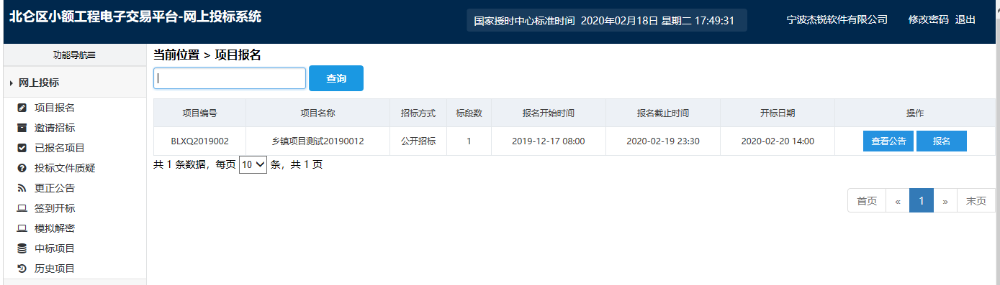 北仑区小额工程电子交易平台-网上投标系统
国家授时中心标准时间 2020年02月18日 星期二 17:49:31
宁波杰锐软件有限公司 修改密码 退出
功能导航
网上投标
项目报名
邀请招标
已报名项目
投标文件质疑
更正公告
签到开标
模拟解密
中标项目
历史项目
当前位置 > 项目报名
查询
项目编号 项目名称 招标方式 标段数 报名开始时间 报名截止时间 开标日期 操作
BLXQ2019002 乡镇项目测试20190012 公开招标 1 2019-12-17 08:00 2020-02-19 23:30 2020-02-20 14:00 查看公告 报名
共 1 条数据，每页 10 条，共 1 页
首页 « 1 » 末页